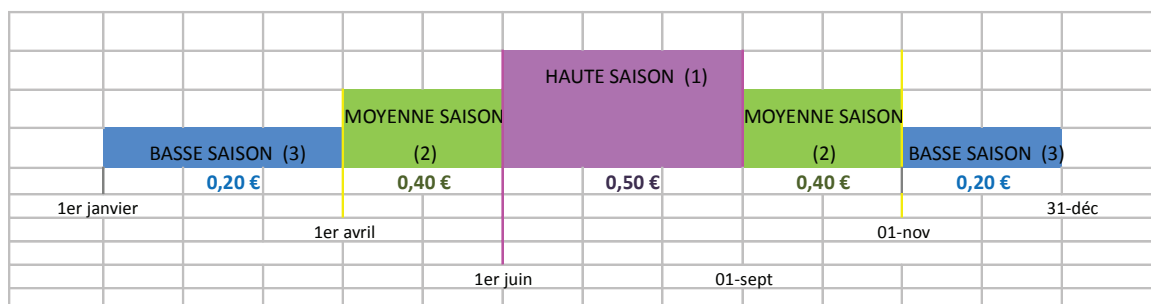 HAUTE SAISON (1)
MOYENNE SAISON
(2)
MOYENNE SAISON
(2)
BASSE SAISON (3)
BASSE SAISON (3)
0,20 €
0,40 €
0,50 €
0,40 €
0,20 €
1er janvier
31-déc
1er avril
01-nov
1er juin
01-sept